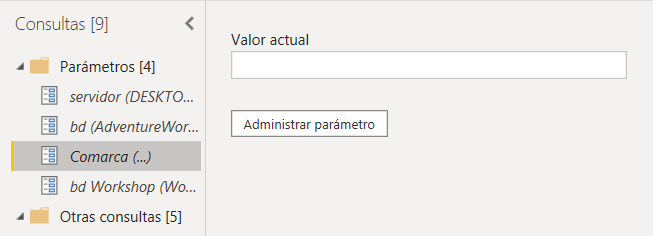 Consultas [9]
Parámetros [4]
servidor (DESKTO...
bd (AdventureWor...
Comarca (...)
bd Workshop (Wo...
Otras consultas [5]
Valor actual
Administrar parámetro